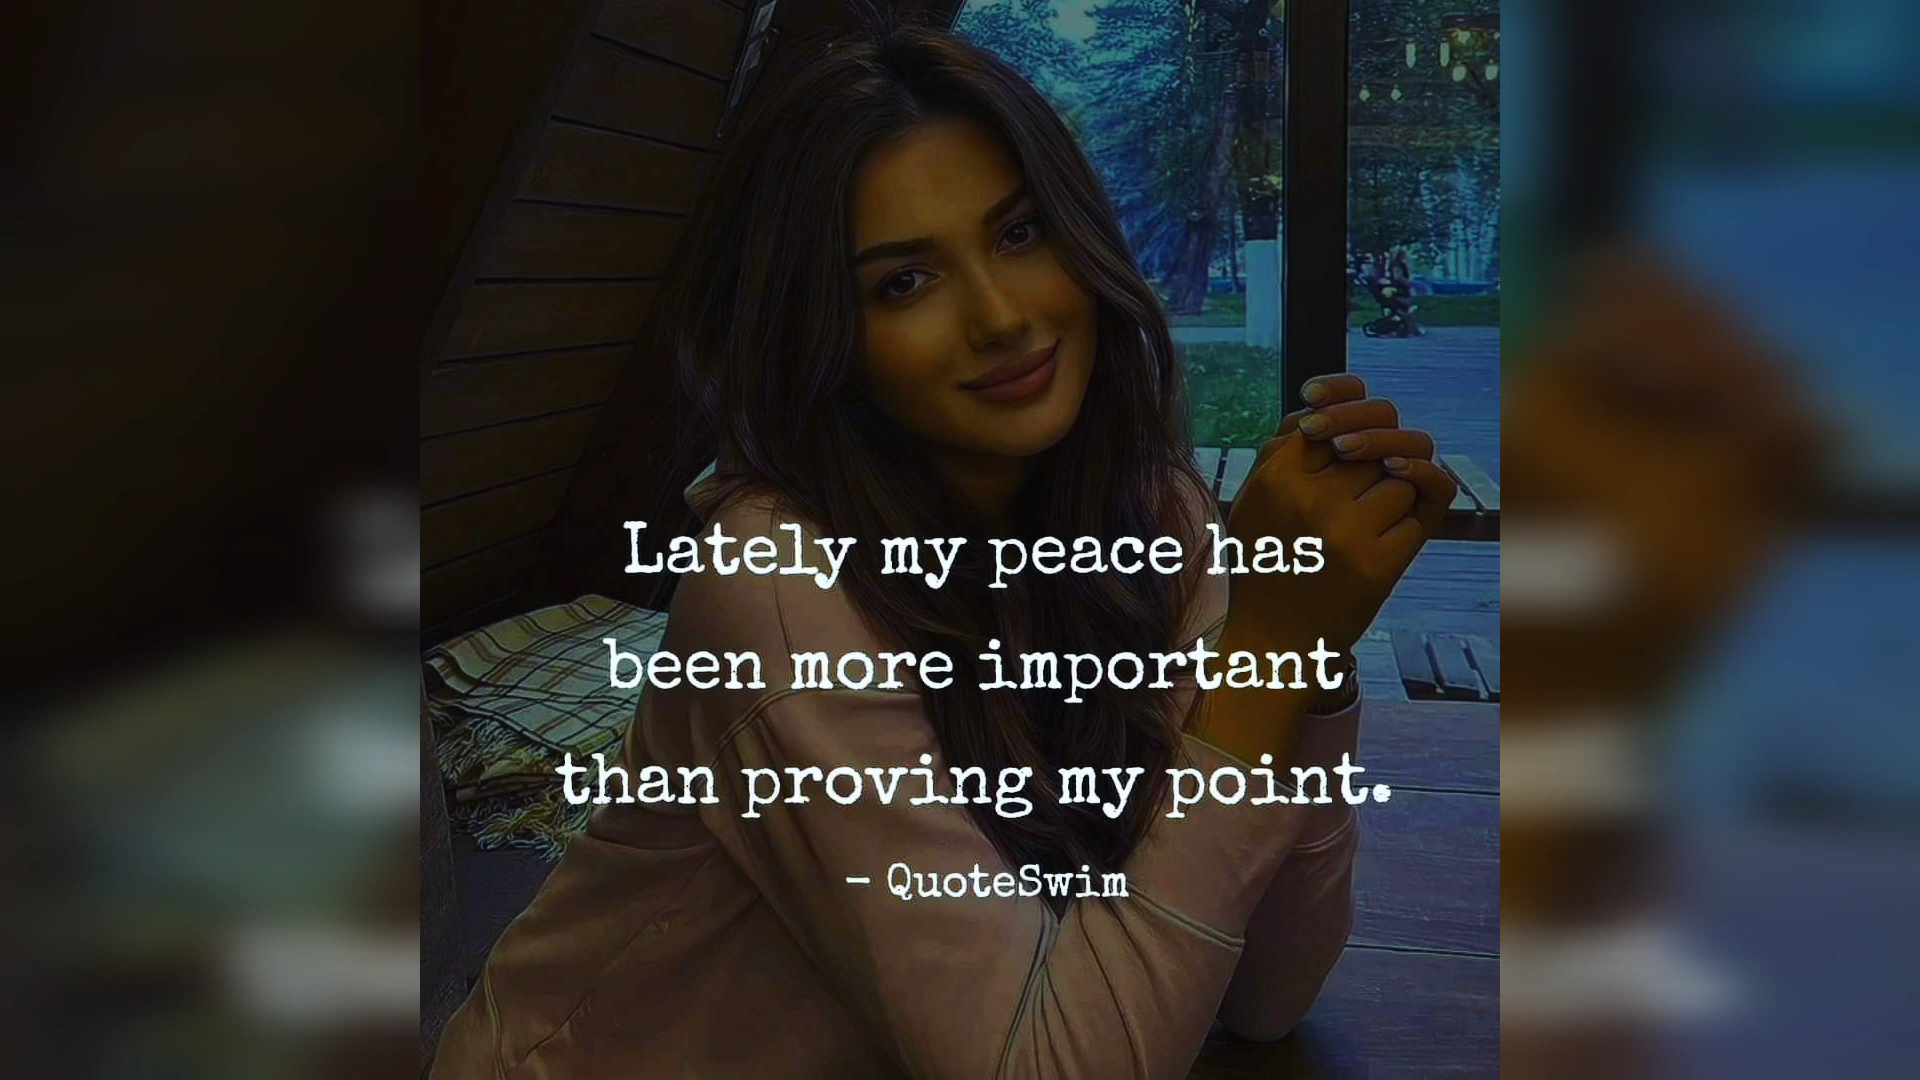 Lately my peace has
been more important
than proving my point.
- QuoteSwim